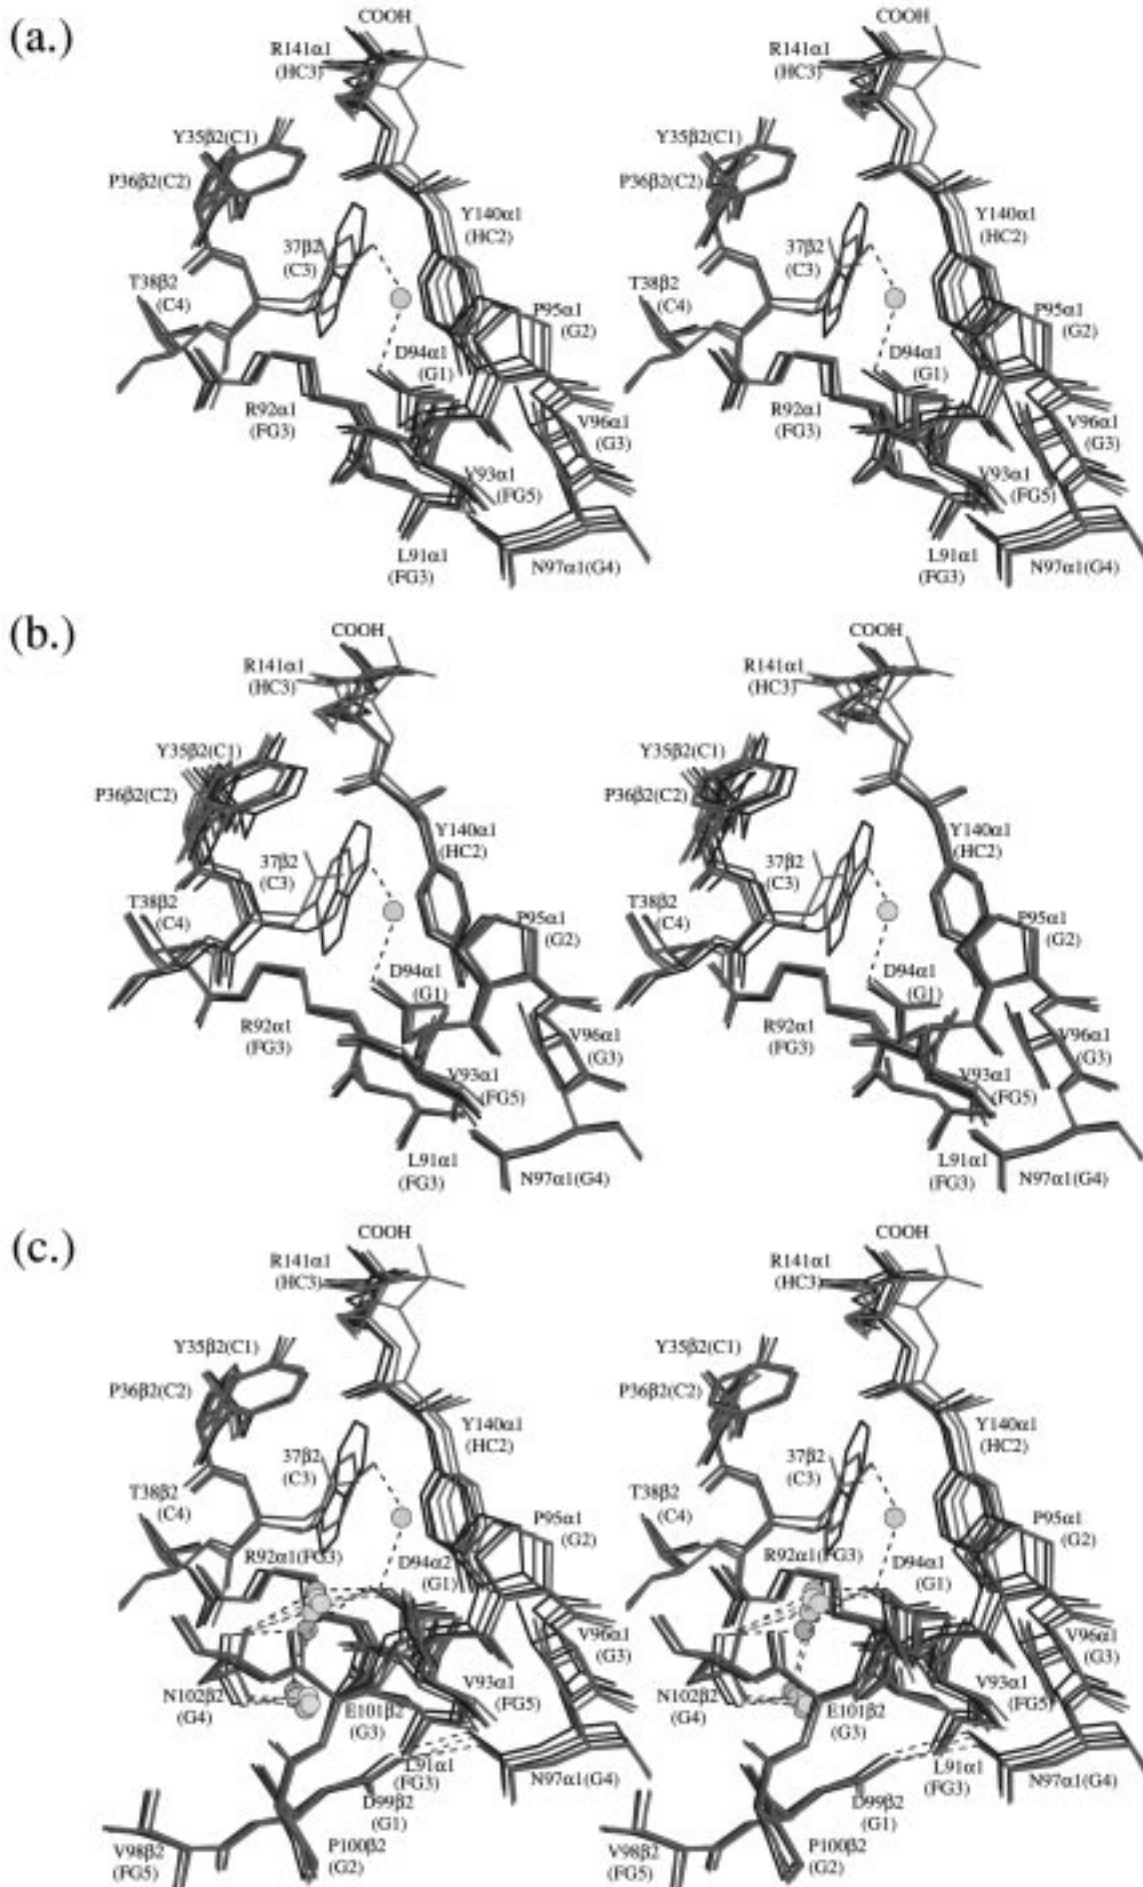 (a.)
COOH
R141α1
(HC3)
Y35β2(C1)
P36β2(C2)
Y140α1
(HC2)
37β2
(C3)
T38β2
(C4)
P95α1
(G2)
D94α1
(G1)
R92α1
(FG3)
V96α1
(G3)
V93α1
(FG5)
L91α1
(FG3)
N97α1(G4)
COOH
R141α1
(HC3)
Y35β2(C1)
P36β2(C2)
Y140α1
(HC2)
37β2
(C3)
T38β2
(C4)
P95α1
(G2)
D94α1
(G1)
R92α1
(FG3)
V96α1
(G3)
V93α1
(FG5)
L91α1
(FG3)
N97α1(G4)
(b.)
COOH
R141α1
(HC3)
Y35β2(C1)
P36β2(C2)
Y140α1
(HC2)
37β2
(C3)
T38β2
(C4)
P95α1
(G2)
D94α1
(G1)
R92α1
(FG3)
V96α1
(G3)
V93α1
(FG5)
L91α1
(FG3)
N97α1(G4)
COOH
R141α1
(HC3)
Y35β2(C1)
P36β2(C2)
Y140α1
(HC2)
37β2
(C3)
T38β2
(C4)
P95α1
(G2)
D94α1
(G1)
R92α1
(FG3)
V96α1
(G3)
V93α1
(FG5)
L91α1
(FG3)
N97α1(G4)
(c.)
COOH
R141α1
(HC3)
Y35β2(C1)
P36β2(C2)
Y140α1
(HC2)
37β2
(C3)
T38β2
(C4)
P95α1
(G2)
R92α1(FG3)
D94α2
(G1)
V96α1
(G3)
N102β2
(G4)
V93α1
(FG5)
E101β2
(G3)
L91α1
(FG3)
N97α1(G4)
D99β2
(G1)
P100β2
(G2)
V98β2
(FG5)
COOH
R141α1
(HC3)
Y35β2(C1)
P36β2(C2)
Y140α1
(HC2)
37β2
(C3)
T38β2
(C4)
P95α1
(G2)
R92α1(FG3)
D94α1
(G1)
V96α1
(G3)
N102β2
(G4)
V93α1
(FG5)
E101β2
(G3)
L91α1
(FG3)
N97α1(G4)
D99β2
(G1)
P100β2
(G2)
V98β2
(FG5)